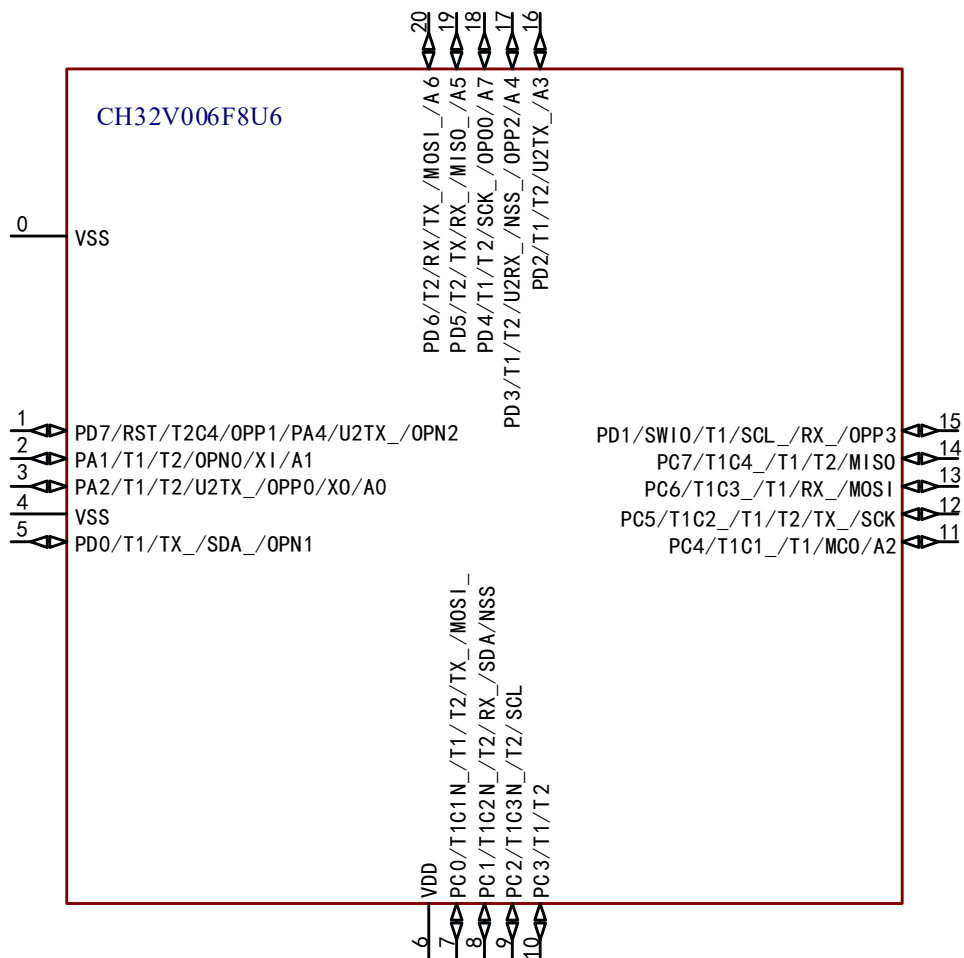 20
19
18
17
16
PD6/T2/RX/TX_/MOSI_/A6
PD5/T2/TX/RX_/MISO_/A5
PD4/T1/T2/SCK_/OPO0/A7
PD3/T1/T2/U2RX_/NSS_/OPP2/A4
PD2/T1/T2/U2TX_/A3
CH32V006F8U6
0
VSS
1
PD7/RST/T2C4/OPP1/PA4/U2TX_/OPN2
2
PA1/T1/T2/OPN0/XI/A1
3
PA2/T1/T2/U2TX_/OPP0/XO/A0
4
VSS
5
PD0/T1/TX_/SDA_/OPN1
PD1/SWIO/T1/SCL_/RX_/OPP3
15
PC7/T1C4_/T1/T2/MISO
14
PC6/T1C3_/T1/RX_/MOSI
13
PC5/T1C2_/T1/T2/TX_/SCK
12
PC4/T1C1_/T1/MCO/A2
11
VDD
PC0/T1C1N_/T1/T2/TX_/MOSI_
PC1/T1C2N_/T2/RX_/SDA/NSS
PC2/T1C3N_/T2/SCL
PC3/T1/T2
6
7
8
9
10